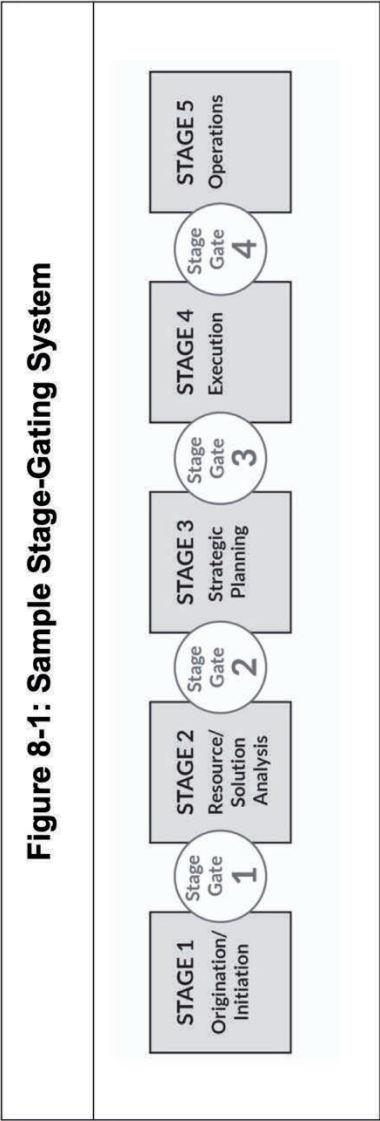 Figure 8-1: Sample Stage-Gating System
STAGE 1
Origination/
Initiation
Stage
Gate
1
STAGE 2
Resource/
Solution
Analysis
Stage
Gate
2
STAGE 3
Strategic
Planning
Stage
Gate
3
STAGE 4
Execution
Stage
Gate
4
STAGE 5
Operations